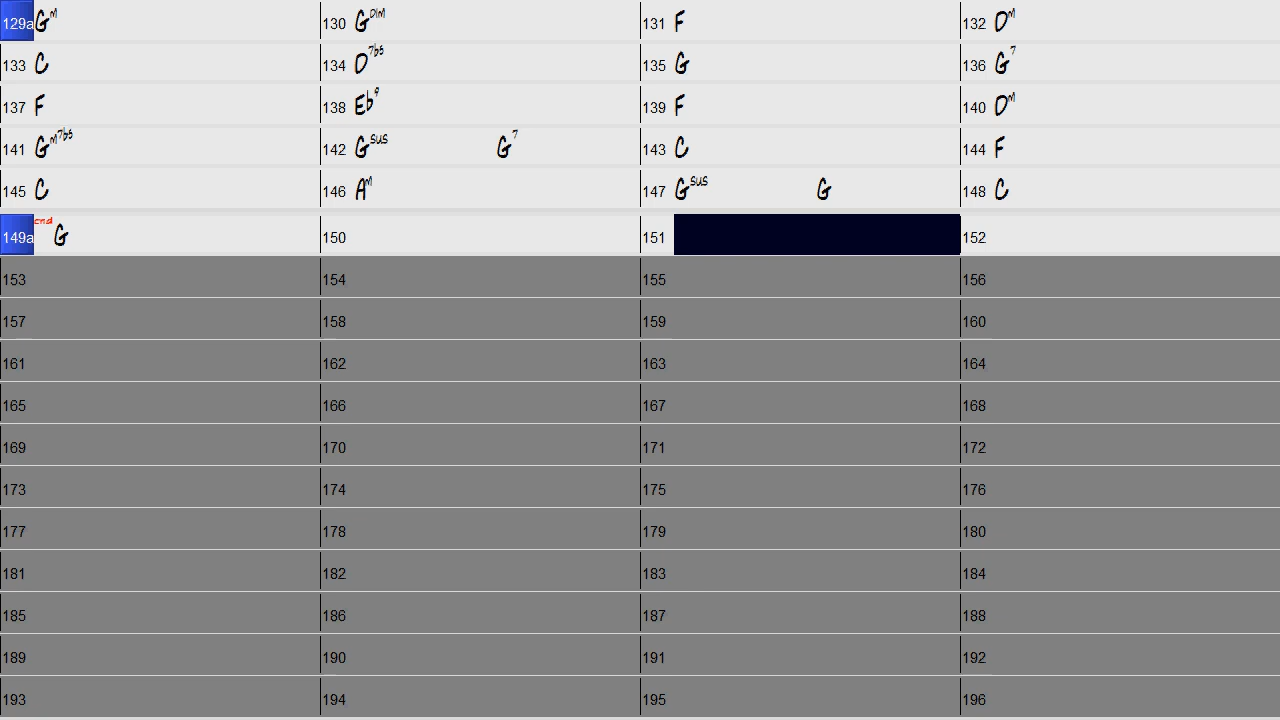 129a Gm 130 Gdim 131 F 132 Dm
133 C 134 D7b5 135 G 136 G7
137 F 138 Eb9 139 F 140 Dm
141 Gm7b5 142 Gsus G7 143 C 144 F
145 C 146 Am 147 Gsus G 148 C
149a end G 150 151 152
153 154 155 156
157 158 159 160
161 162 163 164
165 166 167 168
169 170 171 172
173 174 175 176
177 178 179 180
181 182 183 184
185 186 187 188
189 190 191 192
193 194 195 196